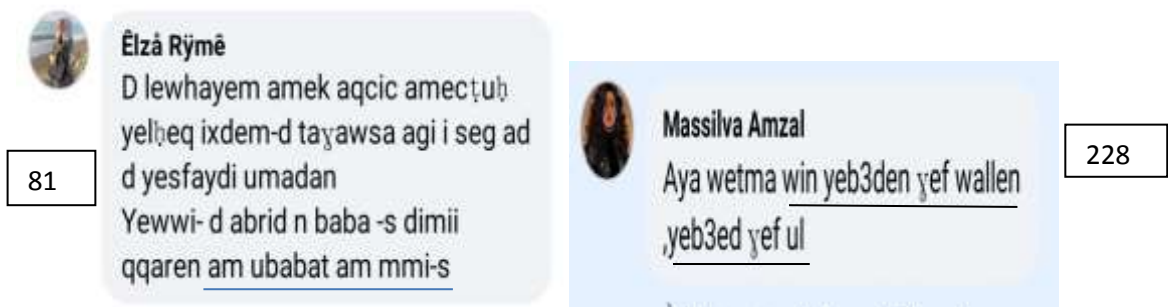 Êlzå Rÿmê
D lewhayem amek aqcic amecṭuḥ
yelḥeq ixdem-d taɣawsa agi i seg ad
d yesfaydi umadan
Yewwi- d abrid n baba -s dimii
qqaren am ubabat am mmi-s
81
Massilva Amzal
Aya wetma win yeb3den ɣef wallen
,yeb3ed ɣef ul
228